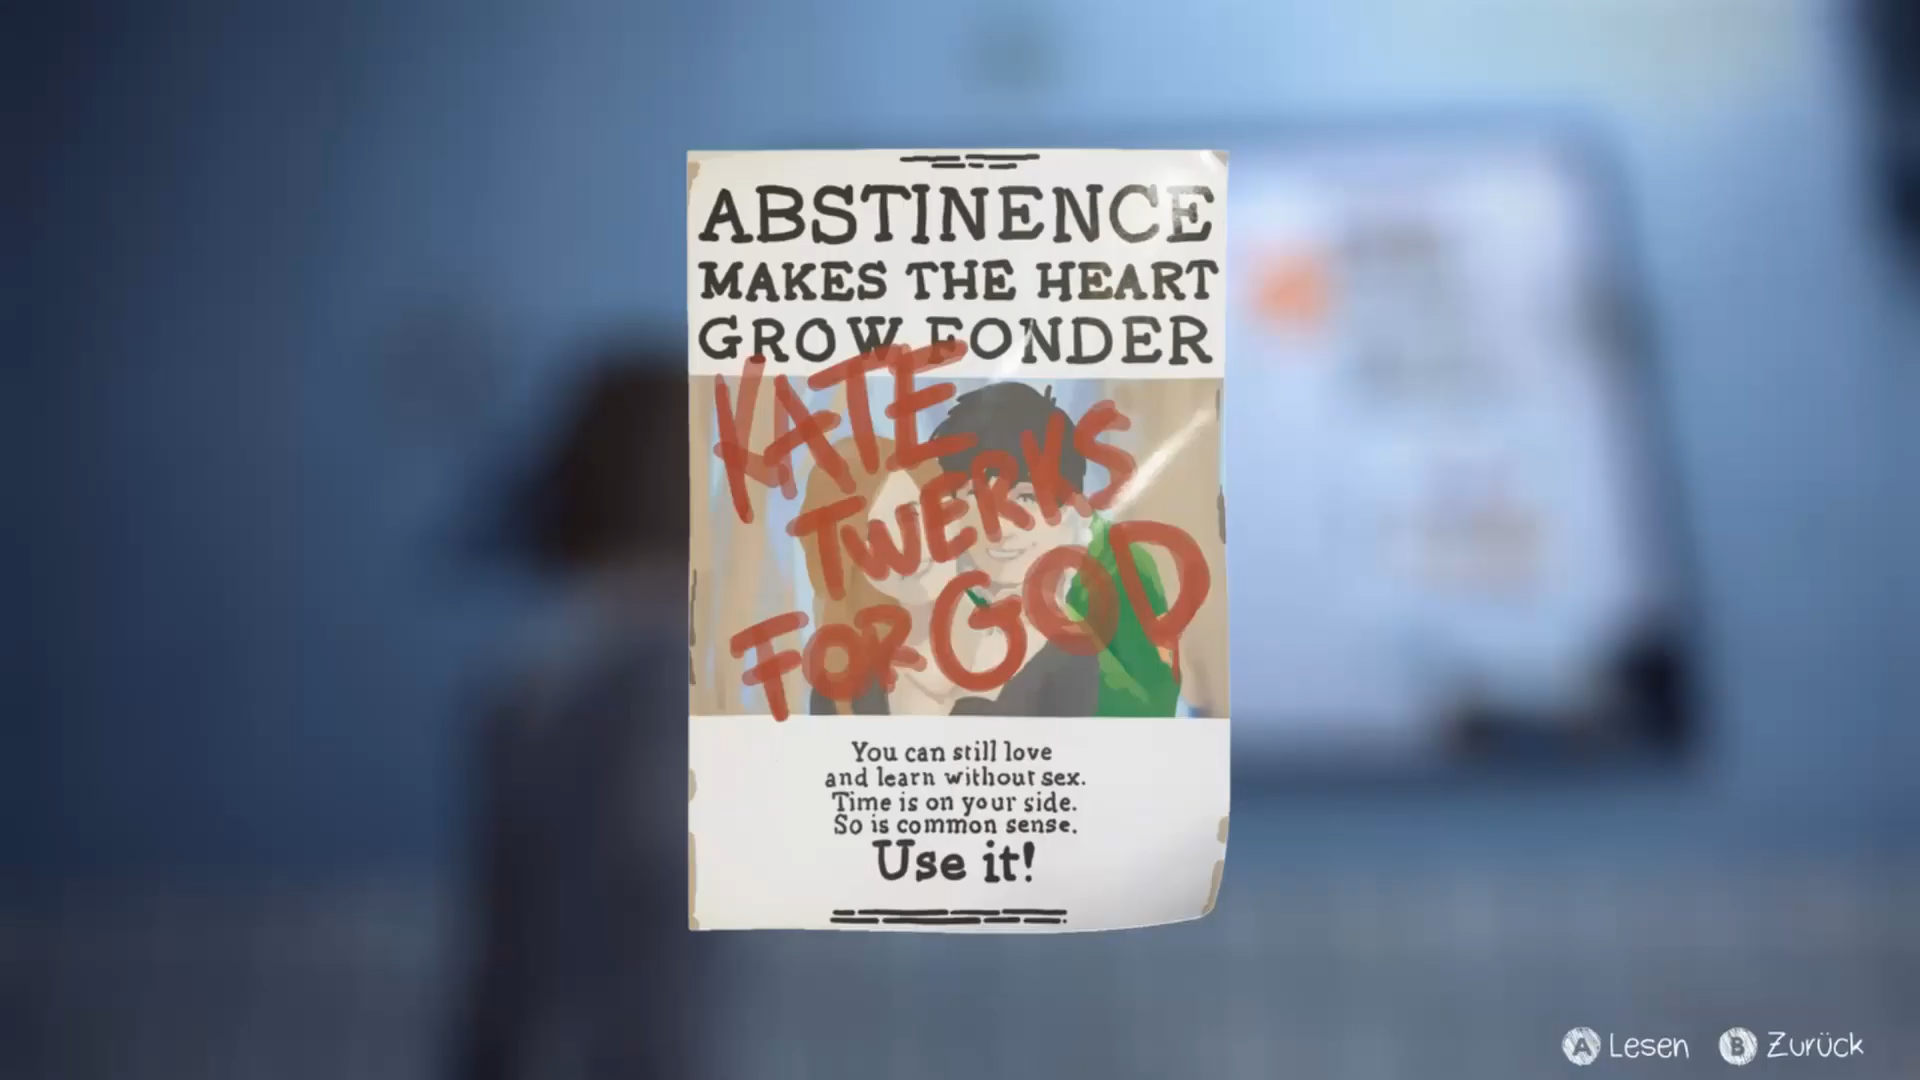 ABSTINENCE
MAKES THE HEART
GROW FONDER
KATE
TWERKS
FOR GOD
You can still love
and learn without sex.
Time is on your side.
So is common sense.
Use it!
A Lesen B Zurück